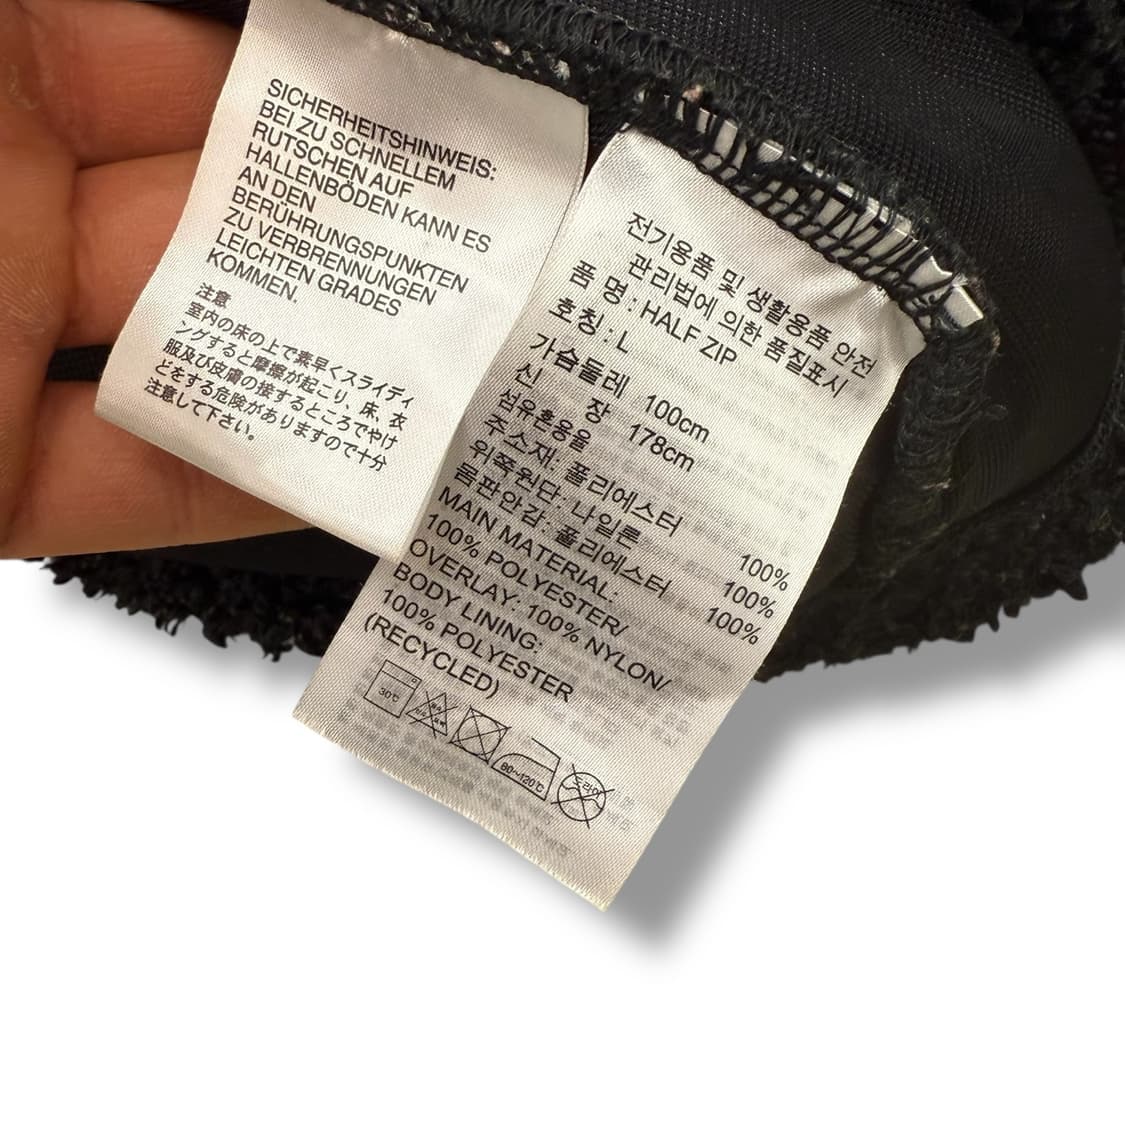 SICHERHEITSHINWEIS:
BEI ZU SCHNELLEM
RUTSCHEN AUF
HALLENBÖDEN KANN ES
AN DEN
BERÜHRUNGSPUNKTEN
ZU VERBRENNUNGEN
LEICHTEN GRADES
KOMMEN.
注意
室内の床の上で素早くスライディ
ングすると摩擦が起こり、床、衣
服及び皮膚の接するところでやけ
どをする危険がありますので十分
注意して下さい。
전기용품 및 생활용품 안전
관리법에 의한 품질표시
품 명 : HALF ZIP
호칭 : L
가슴둘레 100cm
신 장 178cm
섬유혼용율
주소재: 폴리에스터 100%
위쪽원단: 나일론 100%
몸판안감: 폴리에스터 100%
MAIN MATERIAL:
100% POLYESTER/
OVERLAY: 100% NYLON/
BODY LINING:
100% POLYESTER
(RECYCLED)
30℃
80~120℃
드라이